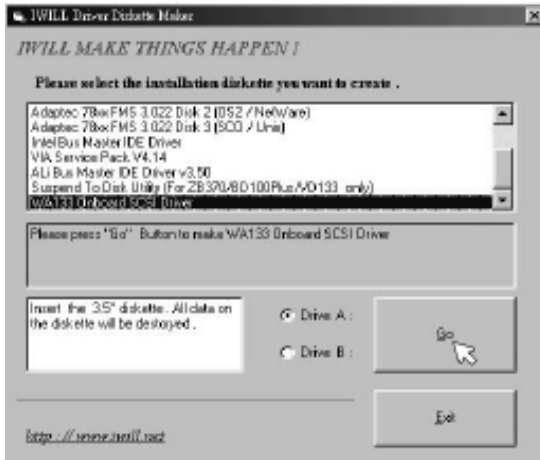 IWILL Driver Diskette Maker
IWILL MAKE THINGS HAPPEN !
Please select the installation diskette you want to create .
Adaptec 78xx FMS 3.022 Disk 2 (OS2 / NetWare)
Adaptec 78xx FMS 3.022 Disk 3 (SCO / Unix)
Intel Bus Master IDE Driver
VIA Service Pack V4.14
ALi Bus Master IDE Driver v3.50
Suspend To Disk Utility (For ZB370/BD100Plus/VD133 only)
WA133 Onboard SCSI Driver
Please press "Go" Button to make WA133 Onboard SCSI Driver
Insert the 3.5" diskette. All data on
the diskette will be destoryed .
Drive A :
Drive B :
Go
Exit
http://www.iwill.net